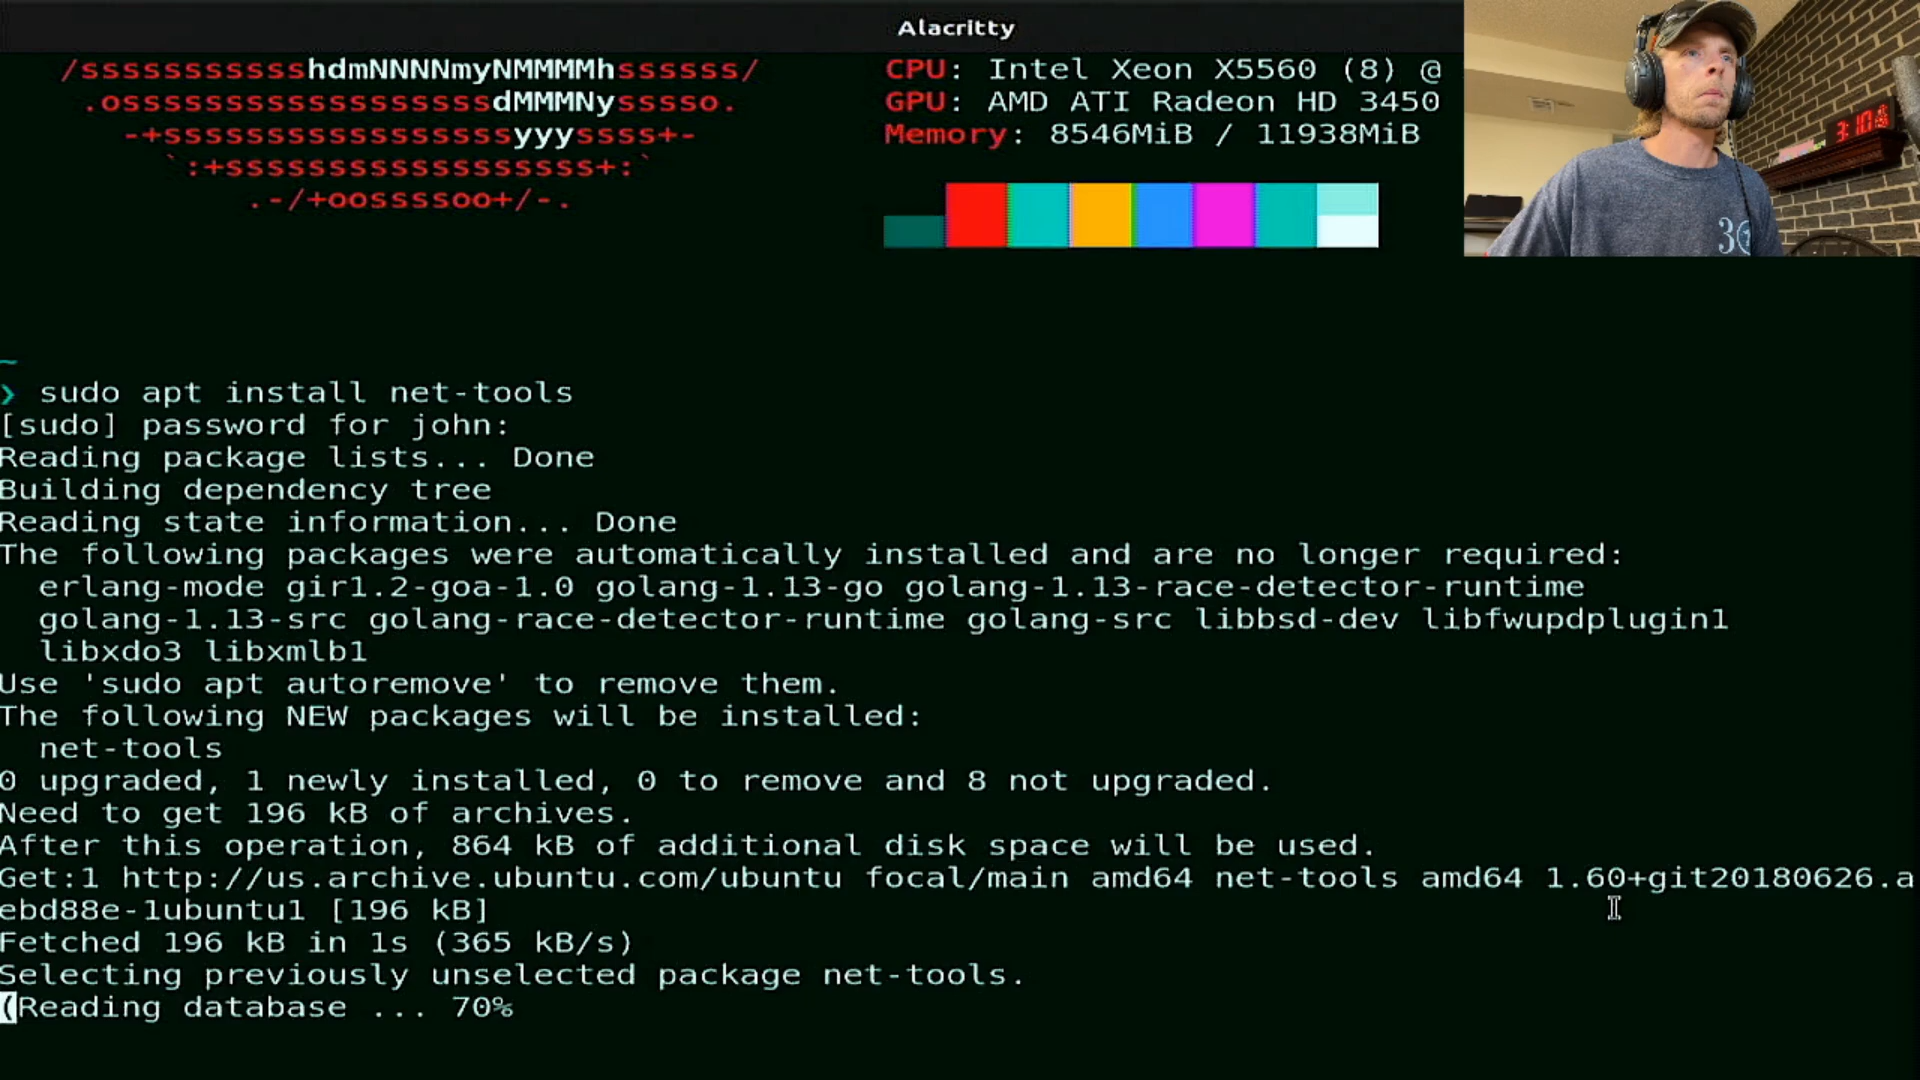 Alacritty
/sssssssssssshdmNNNNmyNMMMMhssssss/
CPU: Intel Xeon X5560 (8) @
.ossssssssssssssssssdMMMNysssso.
GPU: AMD ATI Radeon HD 3450
-+sssssssssssssssssyyyssss+-
Memory: 8546MiB / 11938MiB
`:+ssssssssssssssssss+:`
.-/+oossssoo+/-.
3:10
30
~
❯ sudo apt install net-tools
[sudo] password for john:
Reading package lists... Done
Building dependency tree
Reading state information... Done
The following packages were automatically installed and are no longer required:
erlang-mode gir1.2-goa-1.0 golang-1.13-go golang-1.13-race-detector-runtime
golang-1.13-src golang-race-detector-runtime golang-src libbsd-dev libfwupdplugin1
libxdo3 libxmlb1
Use 'sudo apt autoremove' to remove them.
The following NEW packages will be installed:
net-tools
0 upgraded, 1 newly installed, 0 to remove and 8 not upgraded.
Need to get 196 kB of archives.
After this operation, 864 kB of additional disk space will be used.
Get:1 http://us.archive.ubuntu.com/ubuntu focal/main amd64 net-tools amd64 1.60+git20180626.a
ebd88e-1ubuntu1 [196 kB]
Fetched 196 kB in 1s (365 kB/s)
Selecting previously unselected package net-tools.
(Reading database ... 70%